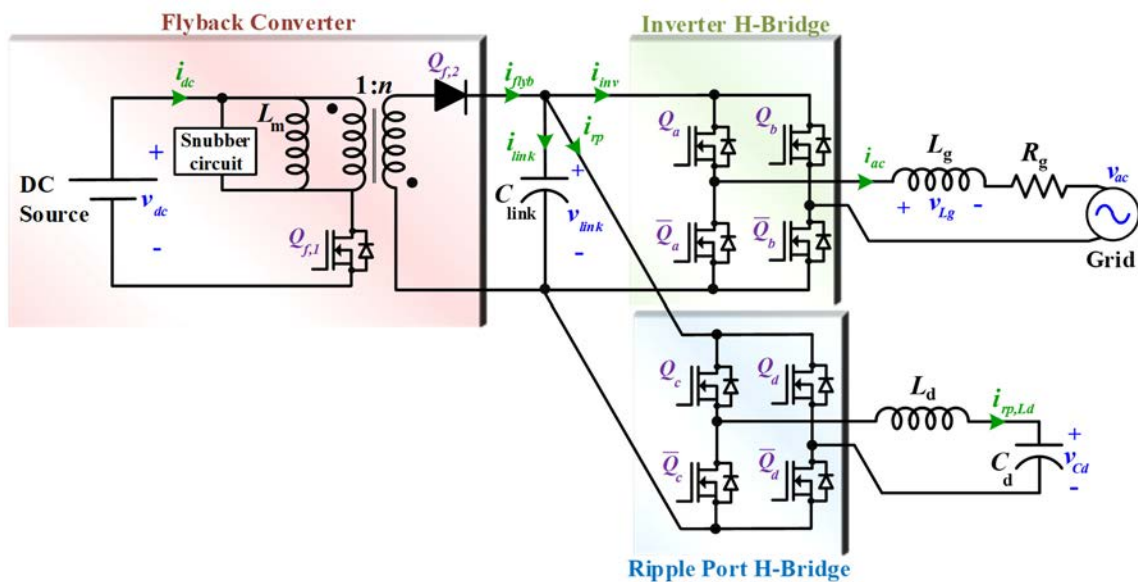 Flyback Converter
Inverter H-Bridge
i_dc
Q_f,2
1:n
i_flyb
i_inv
L_m
Snubber
circuit
i_link
i_rp
Q_a
Q_b
L_g
R_g
i_ac
v_ac
+
DC
Source
v_dc
-
+
C_link
v_link
-
+
v_Lg
-
Q_f,1
Q̅_a
Q̅_b
Grid
Q_c
Q_d
L_d
i_rp,Ld
+
C_d
v_Cd
-
Q̅_c
Q̅_d
Ripple Port H-Bridge